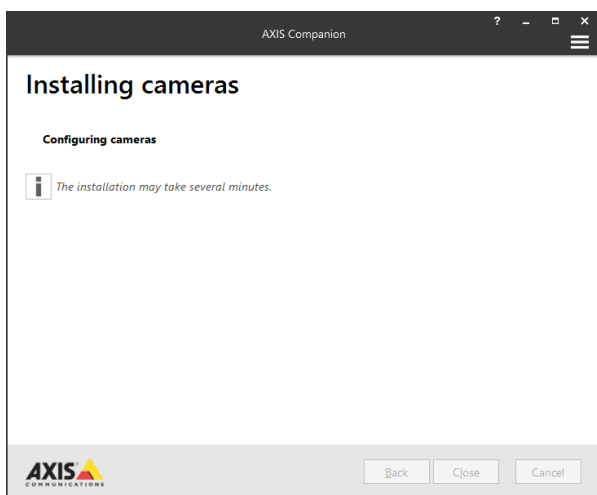 AXIS Companion
?
Installing cameras
Configuring cameras
i The installation may take several minutes.
AXIS
COMMUNICATIONS
Back Close Cancel